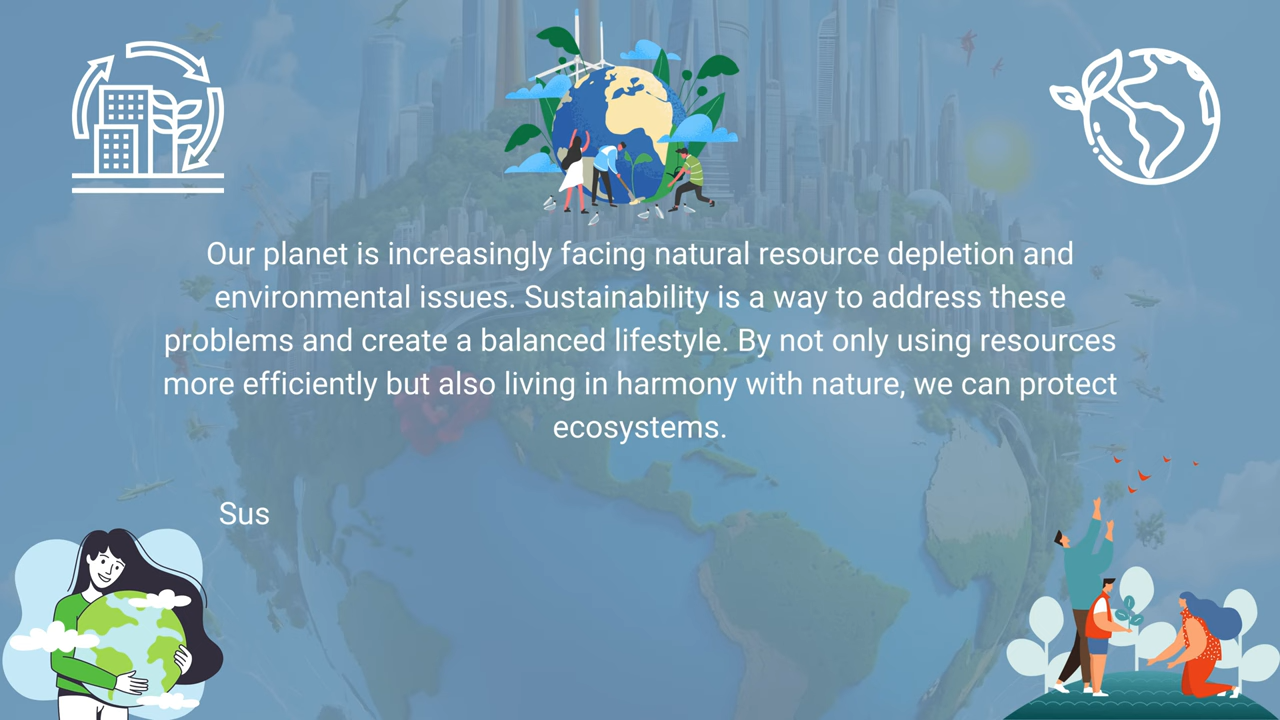 Our planet is increasingly facing natural resource depletion and
environmental issues. Sustainability is a way to address these
problems and create a balanced lifestyle. By not only using resources
more efficiently but also living in harmony with nature, we can protect
ecosystems.
Sus